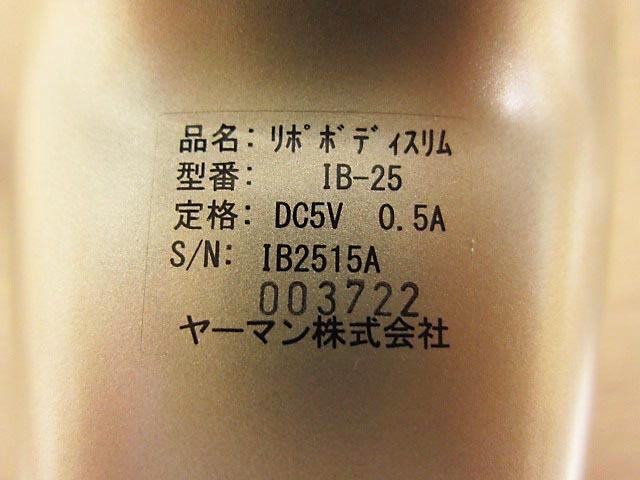 品名: ﾘﾎﾟﾎﾞﾃﾞｨｽﾘﾑ
型番: IB-25
定格: DC5V 0.5A
S/N: IB2515A
003722
ヤーマン株式会社